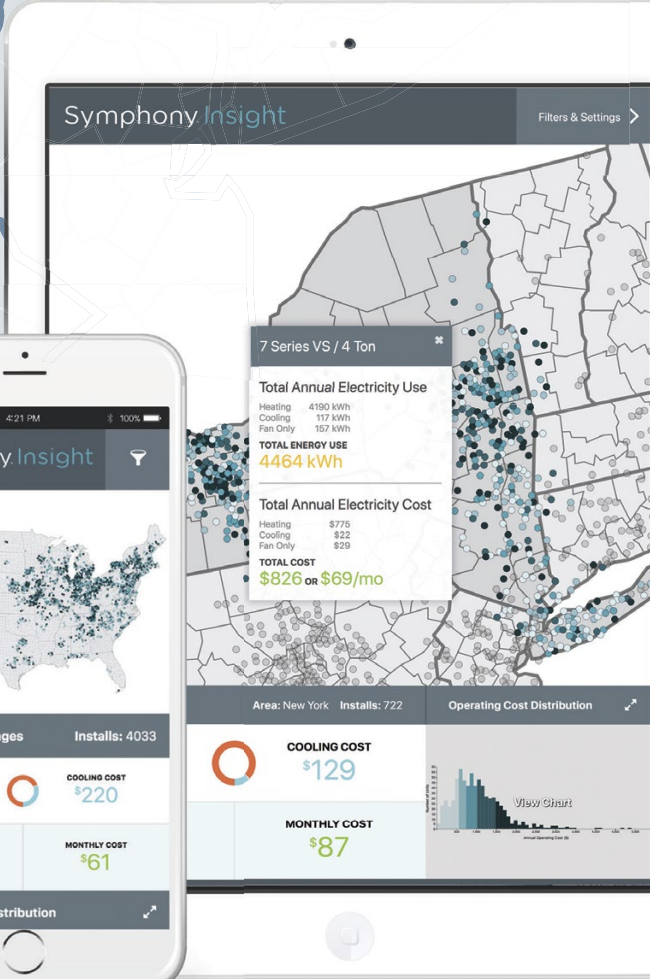 Symphony Insight
Filters & Settings
7 Series VS / 4 Ton
Total Annual Electricity Use
Heating 4190 kWh
Cooling 117 kWh
Fan Only 157 kWh
TOTAL ENERGY USE
4464 kWh
Total Annual Electricity Cost
Heating $775
Cooling $22
Fan Only $29
TOTAL COST
$826 OR $69/mo
Area: New York Installs: 722
Operating Cost Distribution
COOLING COST
$129
MONTHLY COST
$87
View Chart
Annual Operating Cost ($)
4:21 PM
100%
y Insight
ges
Installs: 4033
COOLING COST
$220
MONTHLY COST
$61
stribution